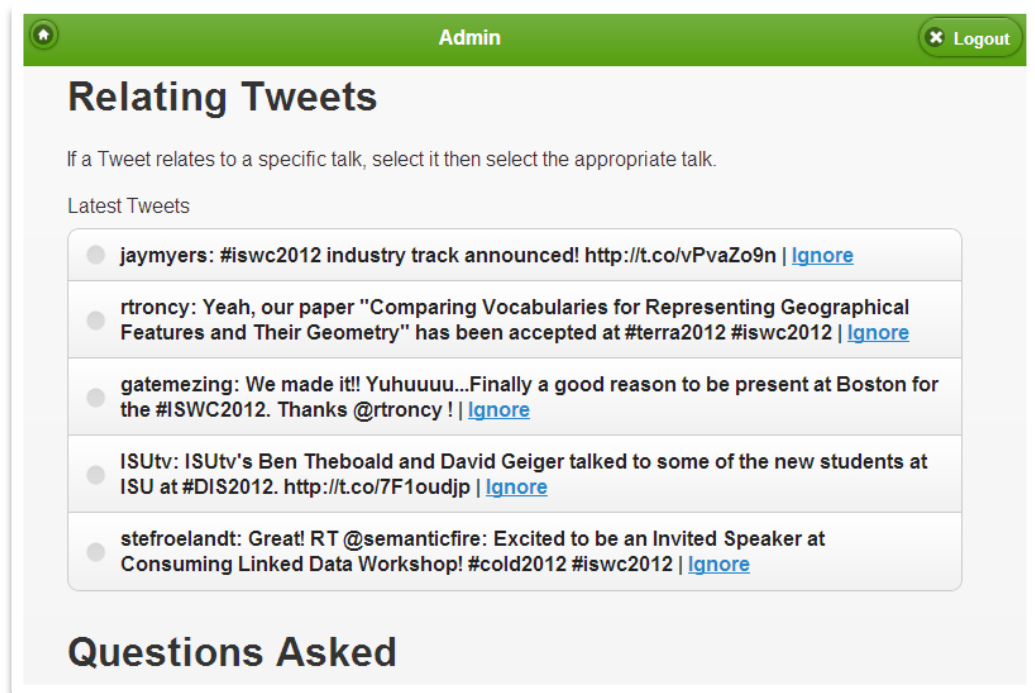 Admin
Logout
Relating Tweets
If a Tweet relates to a specific talk, select it then select the appropriate talk.
Latest Tweets
jaymyers: #iswc2012 industry track announced! http://t.co/vPvaZo9n | Ignore
rtroncy: Yeah, our paper "Comparing Vocabularies for Representing Geographical
Features and Their Geometry" has been accepted at #terra2012 #iswc2012 | Ignore
gatemezing: We made it!! Yuhuuuu...Finally a good reason to be present at Boston for
the #ISWC2012. Thanks @rtroncy ! | Ignore
ISUtv: ISUtv's Ben Theboald and David Geiger talked to some of the new students at
ISU at #DIS2012. http://t.co/7F1oudjp | Ignore
stefroelandt: Great! RT @semanticfire: Excited to be an Invited Speaker at
Consuming Linked Data Workshop! #cold2012 #iswc2012 | Ignore
Questions Asked